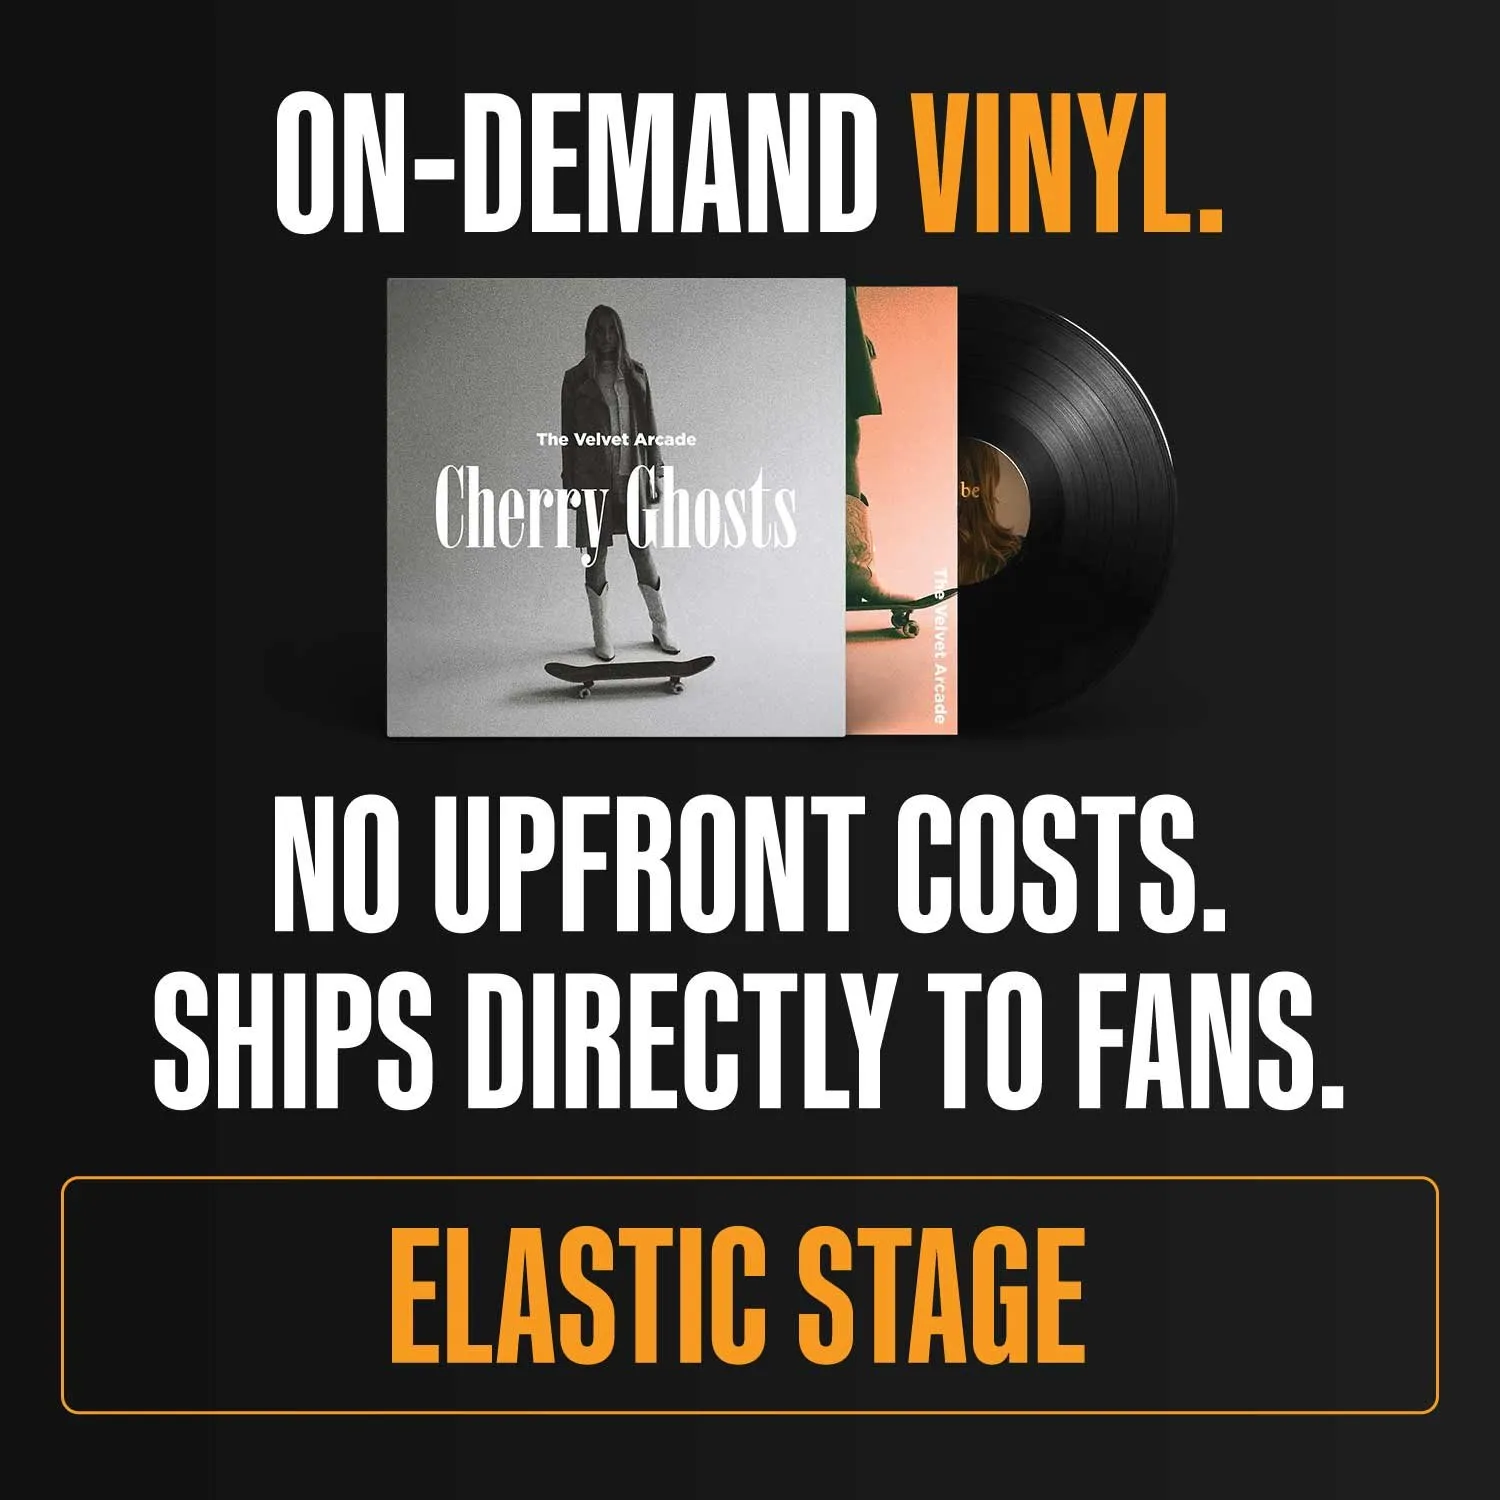 ON-DEMAND VINYL.
The Velvet Arcade
Cherry Ghosts
be
The Velvet Arcade
NO UPFRONT COSTS.
SHIPS DIRECTLY TO FANS.
ELASTIC STAGE